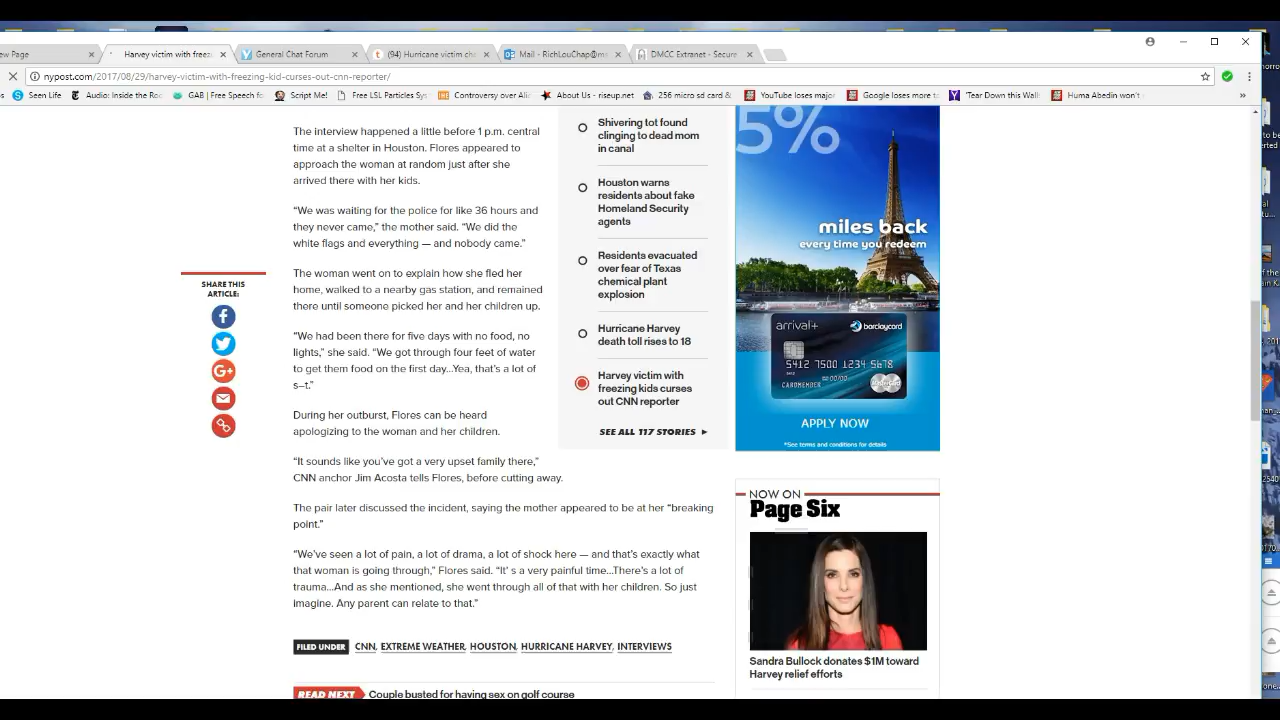 ew Page
Harvey victim with freez
General Chat Forum
(94) Hurricane victim cha
Mail - RichLouChap@m
DMCC Extranet - Secure
nypost.com/2017/08/29/harvey-victim-with-freezing-kid-curses-out-cnn-reporter/
Seen Life
Audio: Inside the Ro
GAB | Free Speech fo
Script Me!
Free LSL Particles Sy
Controversy over Ali
About Us - riseup.net
256 micro sd card &
YouTube loses major
Google loses more t
'Tear Down this Wall
Huma Abedin won't
»
The interview happened a little before 1 p.m. central
time at a shelter in Houston. Flores appeared to
approach the woman at random just after she
arrived there with her kids.
“We was waiting for the police for like 36 hours and
they never came,” the mother said. “We did the
white flags and everything — and nobody came.”
The woman went on to explain how she fled her
home, walked to a nearby gas station, and remained
there until someone picked her and her children up.
“We had been there for five days with no food, no
lights,” she said. “We got through four feet of water
to get them food on the first day...Yea, that’s a lot of
s–t.”
During her outburst, Flores can be heard
apologizing to the woman and her children.
“It sounds like you’ve got a very upset family there,”
CNN anchor Jim Acosta tells Flores, before cutting away.
The pair later discussed the incident, saying the mother appeared to be at her “breaking
point.”
“We’ve seen a lot of pain, a lot of drama, a lot of shock here — and that’s exactly what
that woman is going through,” Flores said. “It’ s a very painful time...There’s a lot of
trauma...And as she mentioned, she went through all of that with her children. So just
imagine. Any parent can relate to that.”
FILED UNDER CNN, EXTREME WEATHER, HOUSTON, HURRICANE HARVEY, INTERVIEWS
READ NEXT Couple busted for having sex on golf course
SHARE THIS
ARTICLE:
Shivering tot found
clinging to dead mom
in canal
Houston warns
residents about fake
Homeland Security
agents
Residents evacuated
over fear of Texas
chemical plant
explosion
Hurricane Harvey
death toll rises to 18
Harvey victim with
freezing kids curses
out CNN reporter
SEE ALL 117 STORIES
5%
miles back
every time you redeem
arrival+
barclaycard
5412 7500 1234 5678
00/00
CARDMEMBER
MasterCard
APPLY NOW
*See terms and conditions for details
NOW ON
Page Six
Sandra Bullock donates $1M toward
Harvey relief efforts